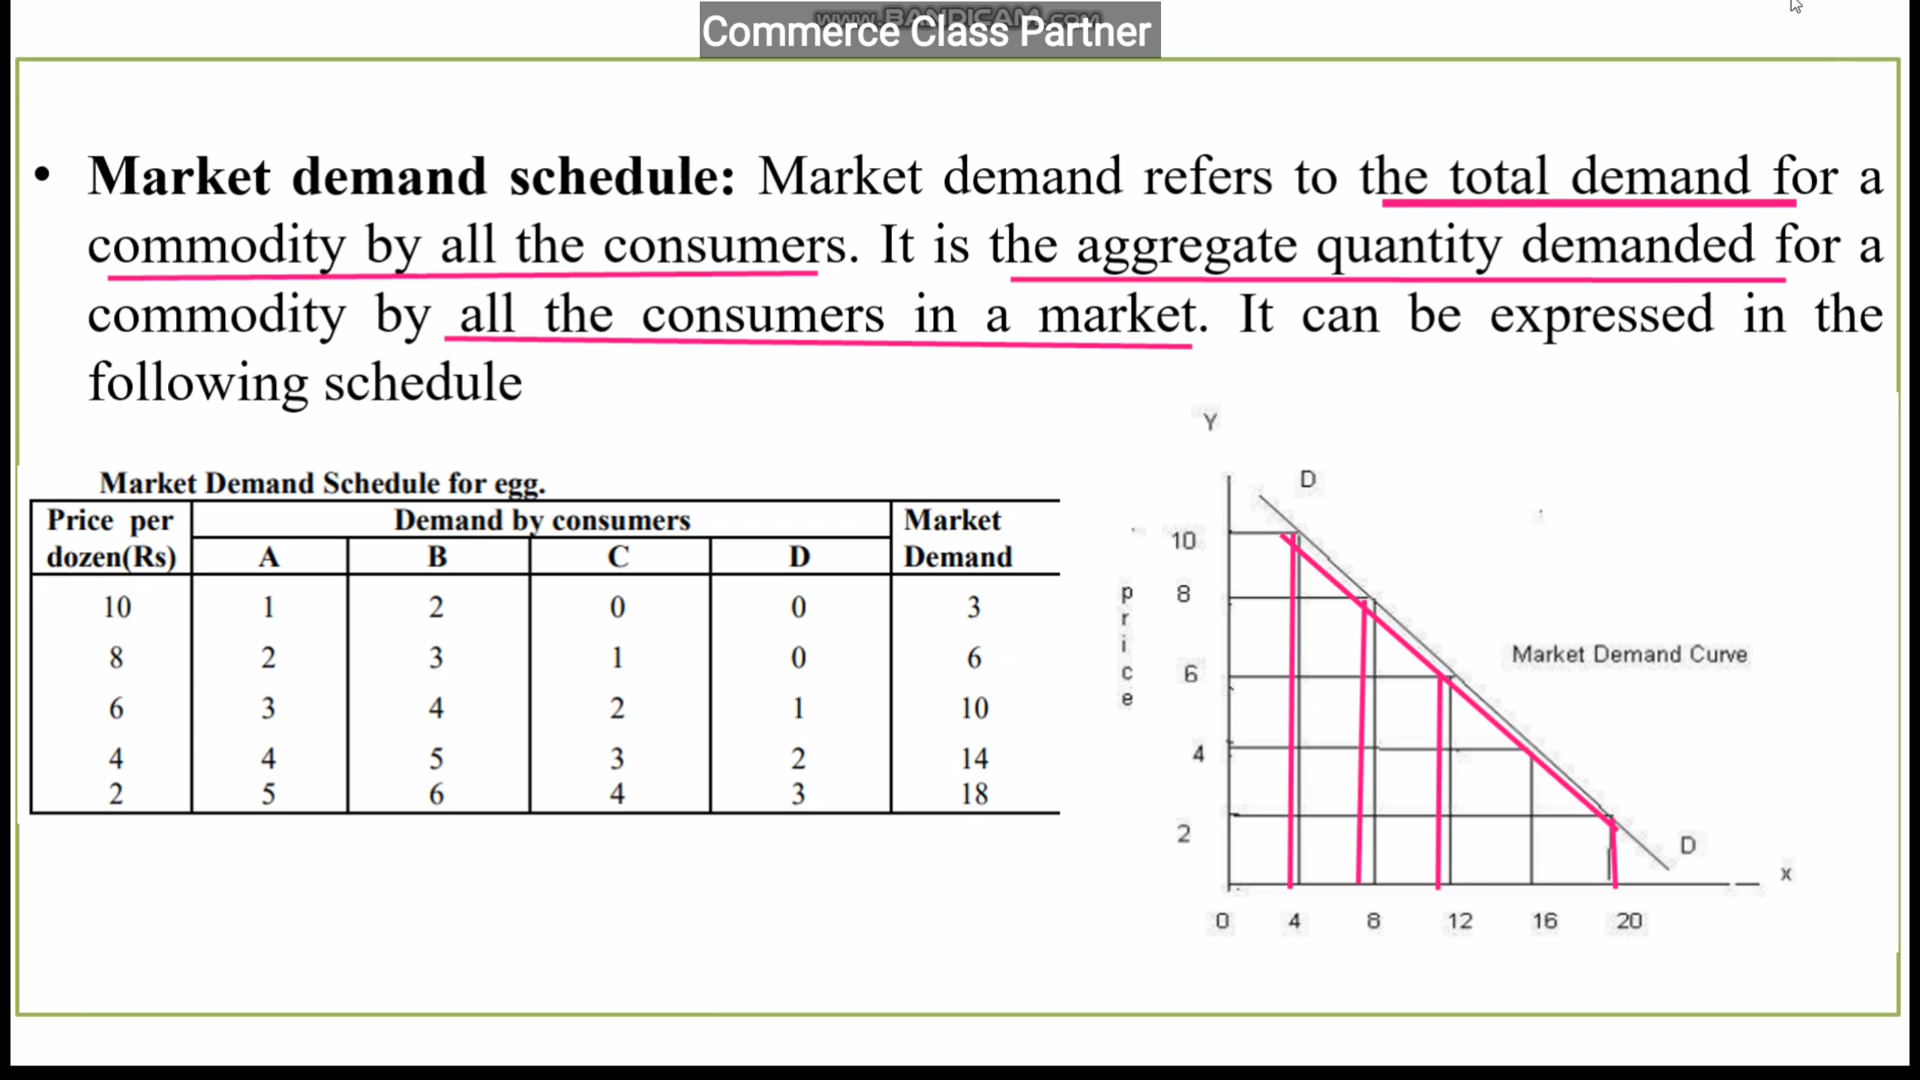 www.BANDICAM.com
Commerce Class Partner
• Market demand schedule: Market demand refers to the total demand for a
commodity by all the consumers. It is the aggregate quantity demanded for a
commodity by all the consumers in a market. It can be expressed in the
following schedule
Market Demand Schedule for egg.
Price per dozen(Rs) Demand by consumers Market Demand
A B C D
10 1 2 0 0 3
8 2 3 1 0 6
6 3 4 2 1 10
4 4 5 3 2 14
2 5 6 4 3 18
Y
D
10
8
6
4
2
price
Market Demand Curve
D
x
0 4 8 12 16 20